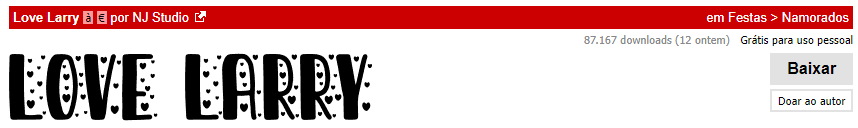 Love Larry à € por NJ Studio
em Festas > Namorados
87.167 downloads (12 ontem) Grátis para uso pessoal
LOVE LARRY
Baixar
Doar ao autor